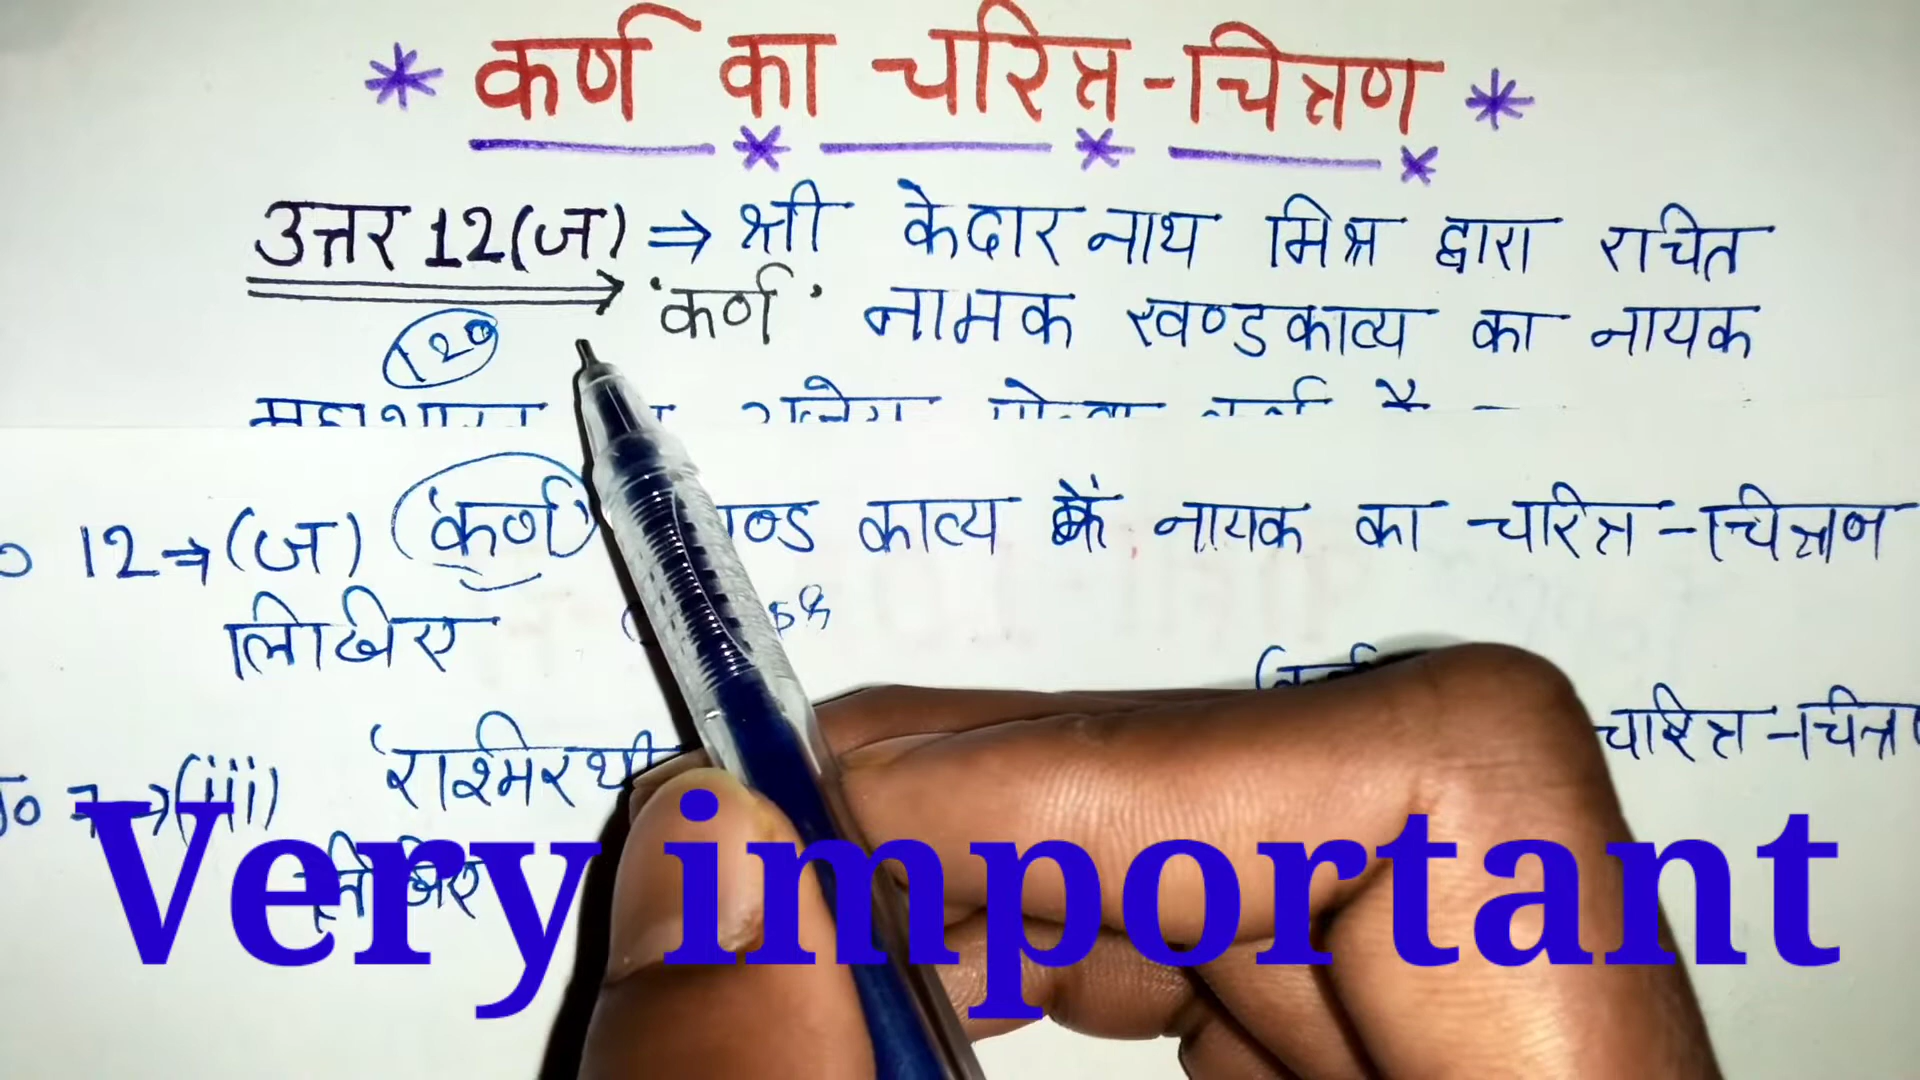 * कर्ण का चरित्र-चित्रण *
उत्तर 12(ज) ⇒ श्री केदारनाथ मिश्र द्वारा रचित
'कर्ण' नामक खण्डकाव्य का नायक
120
12 → (ज) 'कर्ण' काव्य के नायक का चरित्र-चित्रण
लिखिए
(iii) 'रश्मिरथी चरित्र-चित्रण
लिखिए
Very important